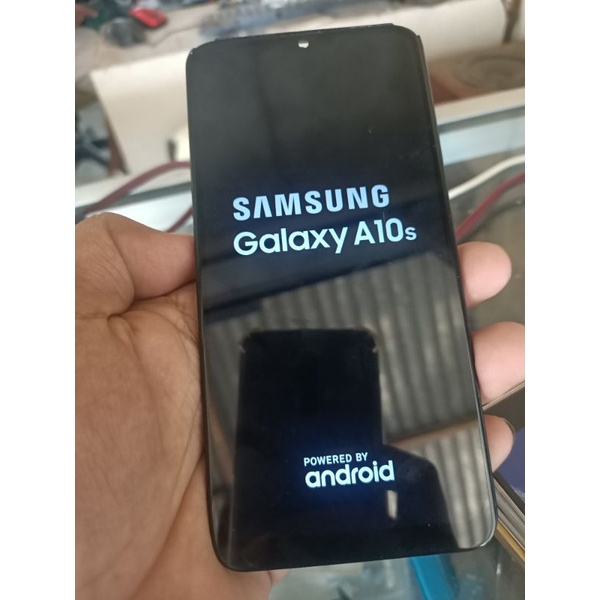 SAMSUNG
Galaxy A10s
POWERED BY
android